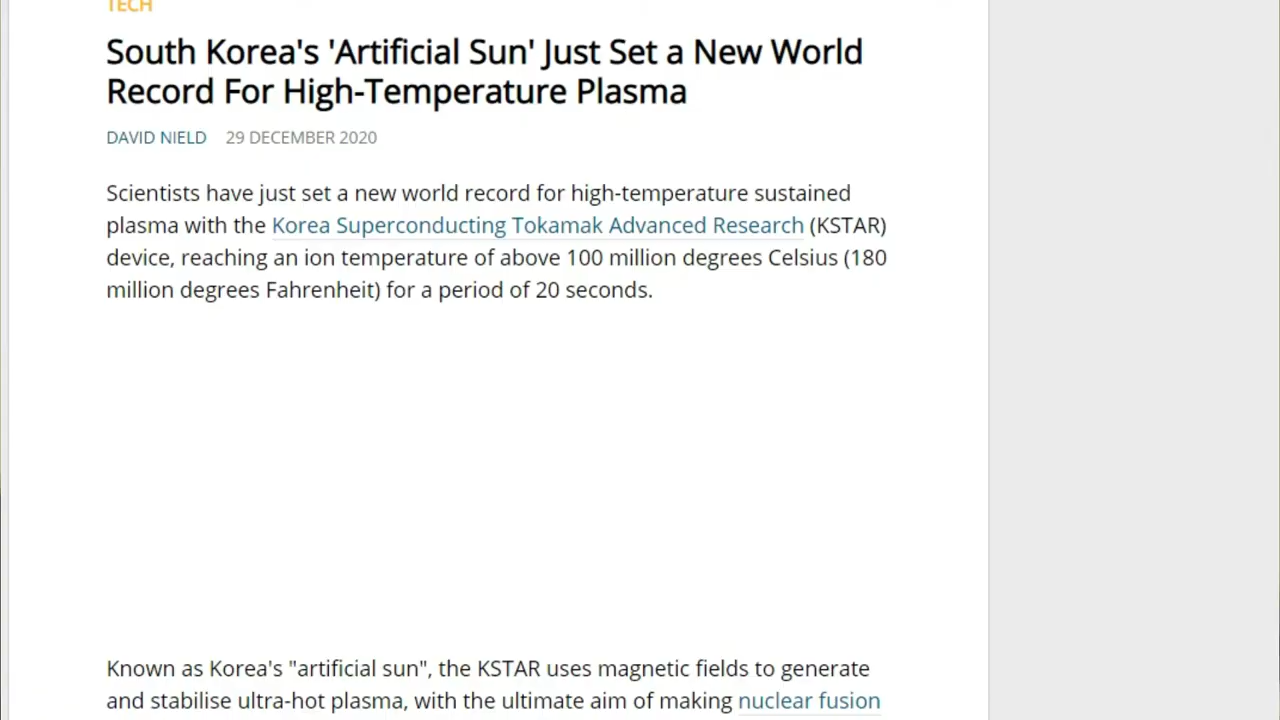 TECH
South Korea's 'Artificial Sun' Just Set a New World
Record For High-Temperature Plasma
DAVID NIELD 29 DECEMBER 2020
Scientists have just set a new world record for high-temperature sustained
plasma with the Korea Superconducting Tokamak Advanced Research (KSTAR)
device, reaching an ion temperature of above 100 million degrees Celsius (180
million degrees Fahrenheit) for a period of 20 seconds.
Known as Korea's "artificial sun", the KSTAR uses magnetic fields to generate
and stabilise ultra-hot plasma, with the ultimate aim of making nuclear fusion